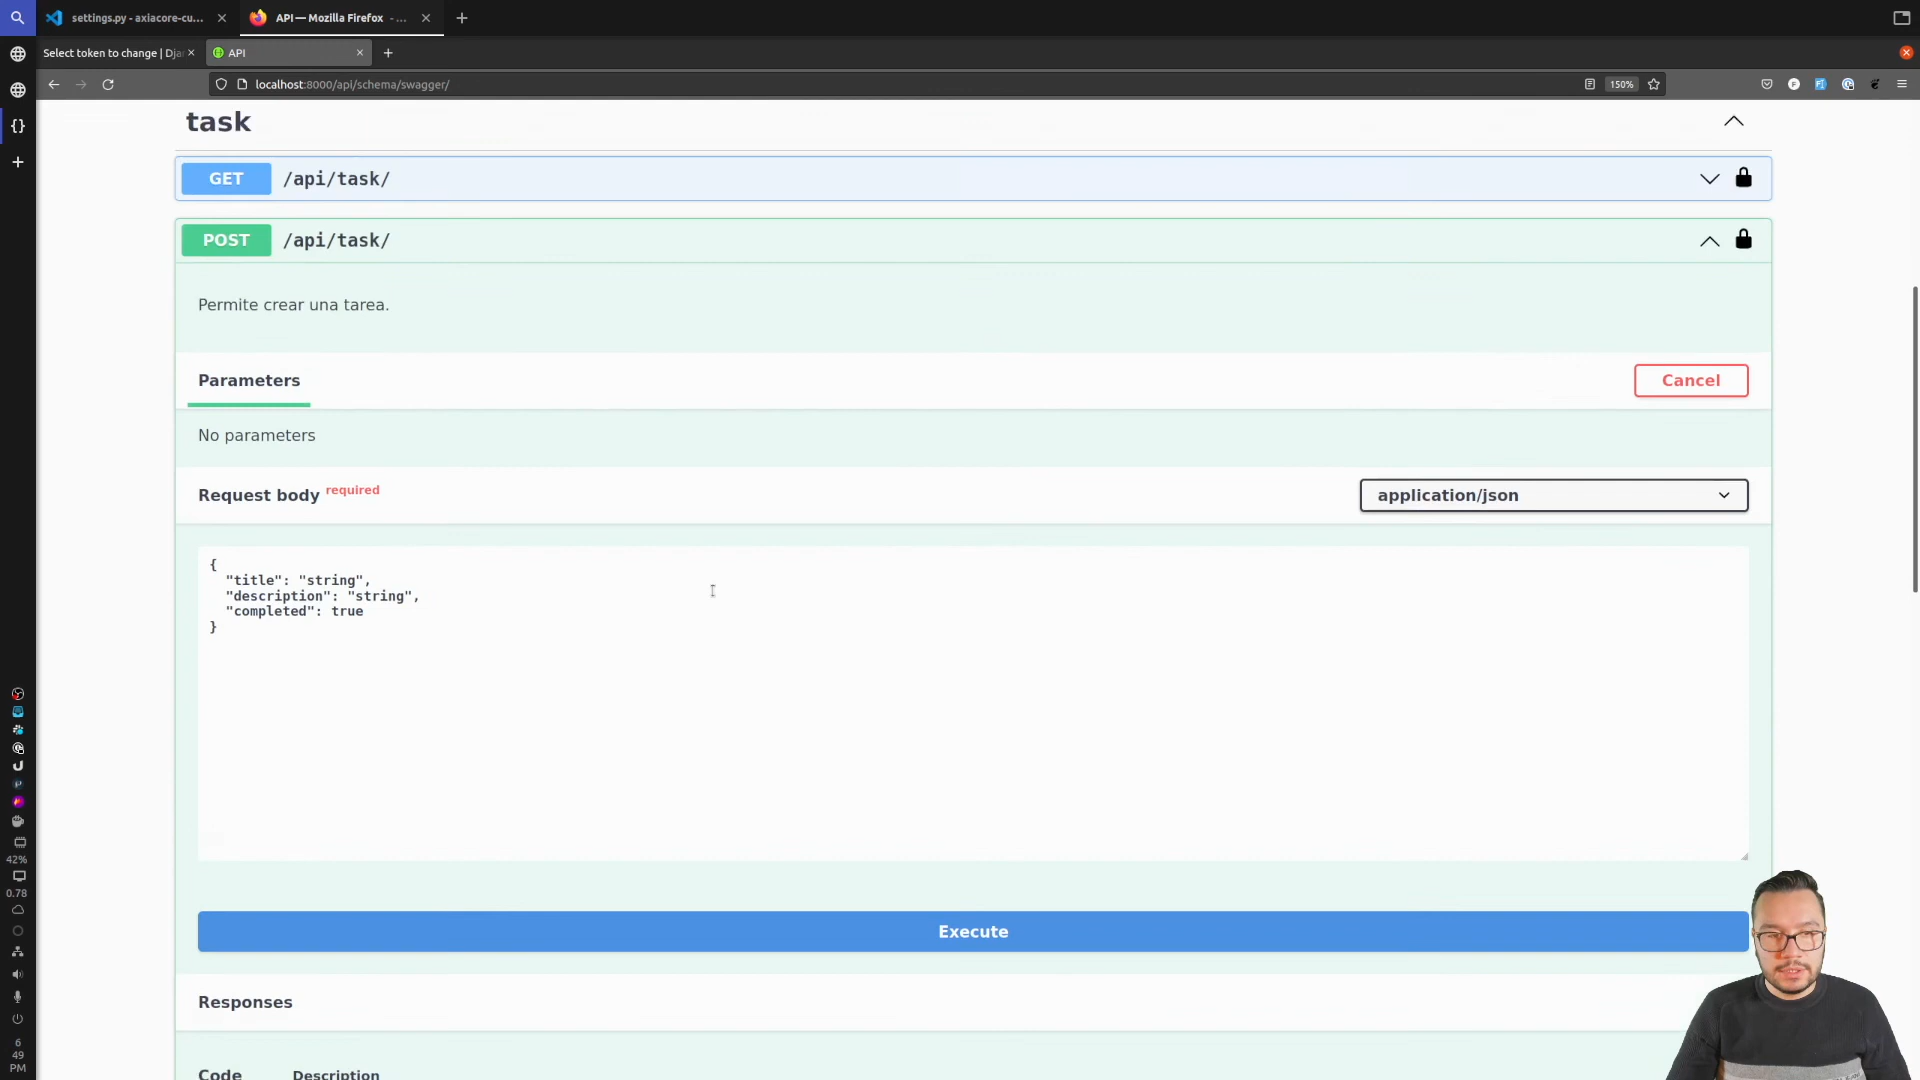 settings.py - axiacore-cu...
API — Mozilla Firefox - ...
Select token to change | Dja
API
localhost:8000/api/schema/swagger/
150%
task
GET /api/task/
POST /api/task/
Permite crear una tarea.
Parameters
Cancel
No parameters
Request body required
application/json
{
"title": "string",
"description": "string",
"completed": true
}
Execute
Responses
Code Description
42%
0.78
6
49
PM